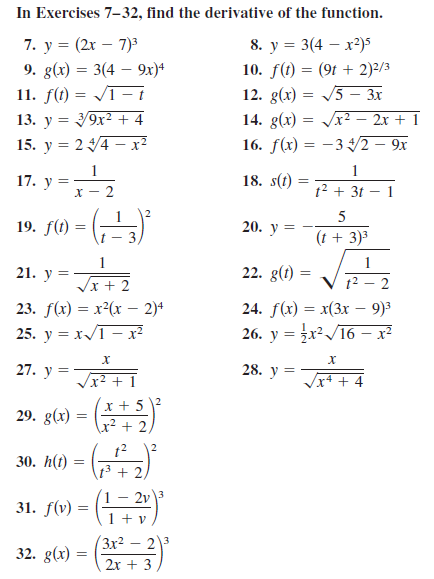 In Exercises 7–32, find the derivative of the function.
7. y = (2x − 7)³
8. y = 3(4 − x²)⁵
9. g(x) = 3(4 − 9x)⁴
10. f(t) = (9t + 2)²/³
11. f(t) = √(1 − t)
12. g(x) = √(5 − 3x)
13. y = ∛(9x² + 4)
14. g(x) = √(x² − 2x + 1)
15. y = 2 ∜(4 − x²)
16. f(x) = −3 ∜(2 − 9x)
17. y = 1/(x − 2)
18. s(t) = 1/(t² + 3t − 1)
19. f(t) = (1/(t − 3))²
20. y = −5/(t + 3)³
21. y = 1/√(x + 2)
22. g(t) = √(1/(t² − 2))
23. f(x) = x²(x − 2)⁴
24. f(x) = x(3x − 9)³
25. y = x√(1 − x²)
26. y = ½x²√(16 − x²)
27. y = x/√(x² + 1)
28. y = x/√(x⁴ + 4)
29. g(x) = ((x + 5)/(x² + 2))²
30. h(t) = (t²/(t³ + 2))²
31. f(v) = ((1 − 2v)/(1 + v))³
32. g(x) = ((3x² − 2)/(2x + 3))³